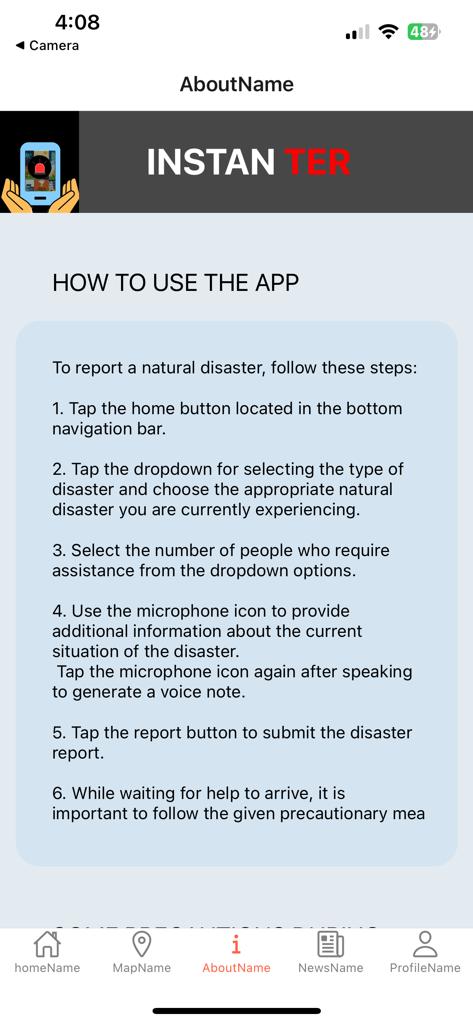 4:08
48
◀ Camera
AboutName
INSTAN TER
HOW TO USE THE APP
To report a natural disaster, follow these steps:
1. Tap the home button located in the bottom
navigation bar.
2. Tap the dropdown for selecting the type of
disaster and choose the appropriate natural
disaster you are currently experiencing.
3. Select the number of people who require
assistance from the dropdown options.
4. Use the microphone icon to provide
additional information about the current
situation of the disaster.
Tap the microphone icon again after speaking
to generate a voice note.
5. Tap the report button to submit the disaster
report.
6. While waiting for help to arrive, it is
important to follow the given precautionary mea
SOME PRECAUTIONS DURING
homeName
MapName
AboutName
NewsName
ProfileName